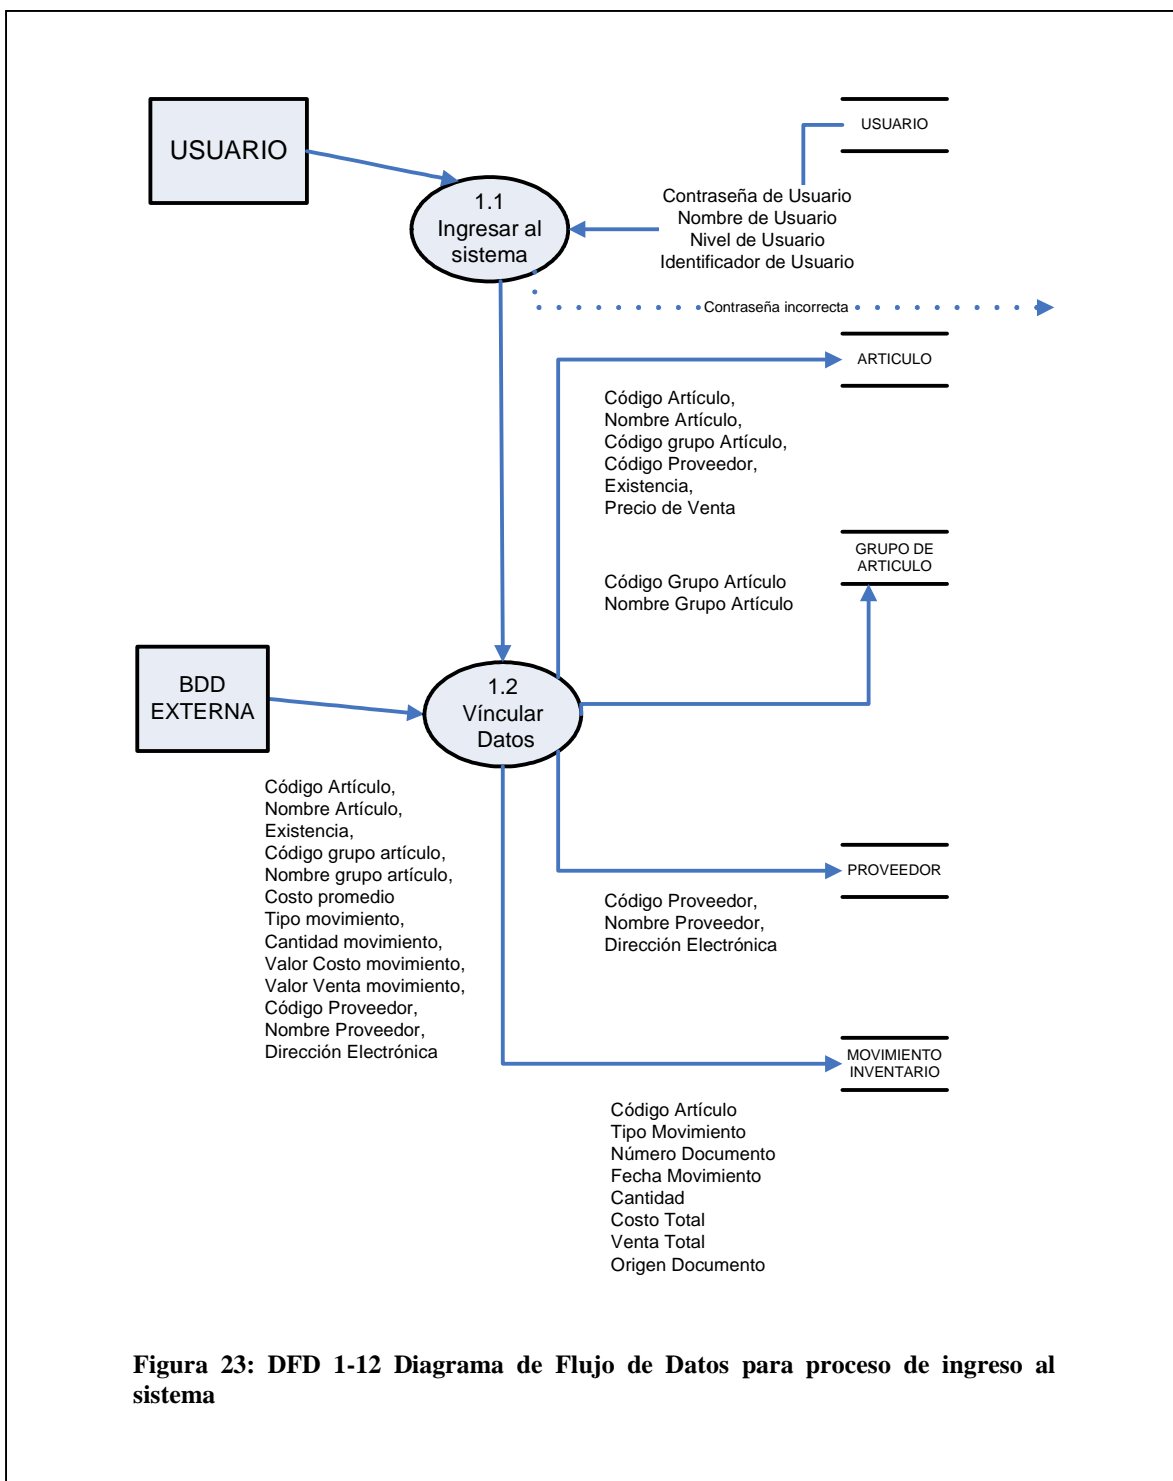 USUARIO
USUARIO
1.1
Ingresar al
sistema
Contraseña de Usuario
Nombre de Usuario
Nivel de Usuario
Identificador de Usuario
Contraseña incorrecta
ARTICULO
Código Artículo,
Nombre Artículo,
Código grupo Artículo,
Código Proveedor,
Existencia,
Precio de Venta
GRUPO DE
ARTICULO
Código Grupo Artículo
Nombre Grupo Artículo
BDD
EXTERNA
1.2
Víncular
Datos
Código Artículo,
Nombre Artículo,
Existencia,
Código grupo artículo,
Nombre grupo artículo,
Costo promedio
Tipo movimiento,
Cantidad movimiento,
Valor Costo movimiento,
Valor Venta movimiento,
Código Proveedor,
Nombre Proveedor,
Dirección Electrónica
PROVEEDOR
Código Proveedor,
Nombre Proveedor,
Dirección Electrónica
MOVIMIENTO
INVENTARIO
Código Artículo
Tipo Movimiento
Número Documento
Fecha Movimiento
Cantidad
Costo Total
Venta Total
Origen Documento
Figura 23: DFD 1-12 Diagrama de Flujo de Datos para proceso de ingreso al
sistema